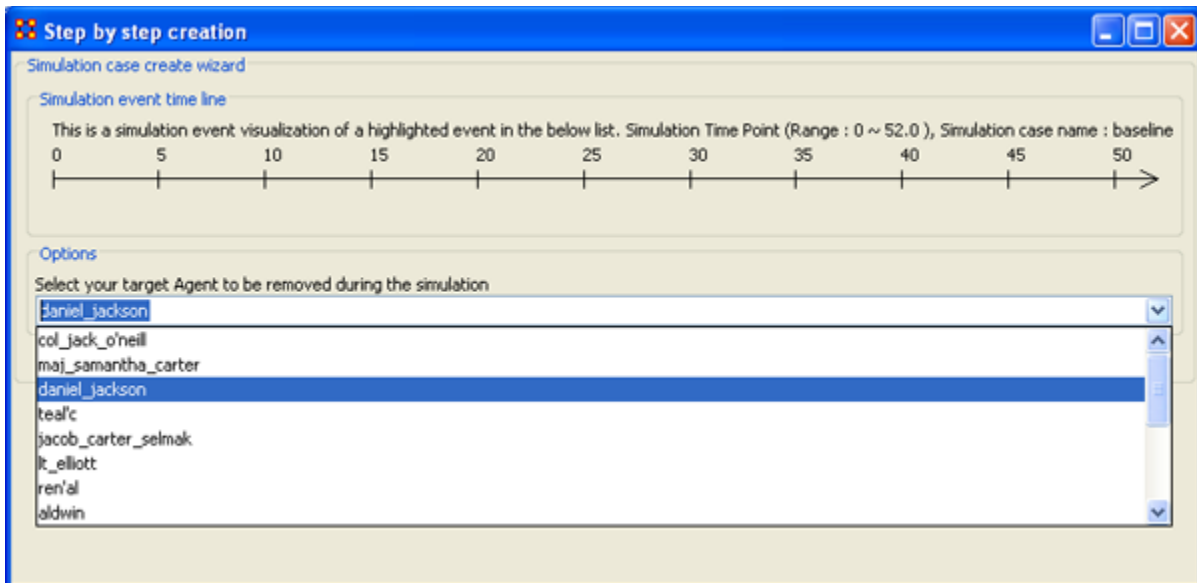 Step by step creation
Simulation case create wizard
Simulation event time line
This is a simulation event visualization of a highlighted event in the below list. Simulation Time Point (Range : 0 ~ 52.0 ), Simulation case name : baseline
0 5 10 15 20 25 30 35 40 45 50
Options
Select your target Agent to be removed during the simulation
daniel_jackson
col_jack_o'neill
maj_samantha_carter
daniel_jackson
teal'c
jacob_carter_selmak
lt_elliott
ren'al
aldwin